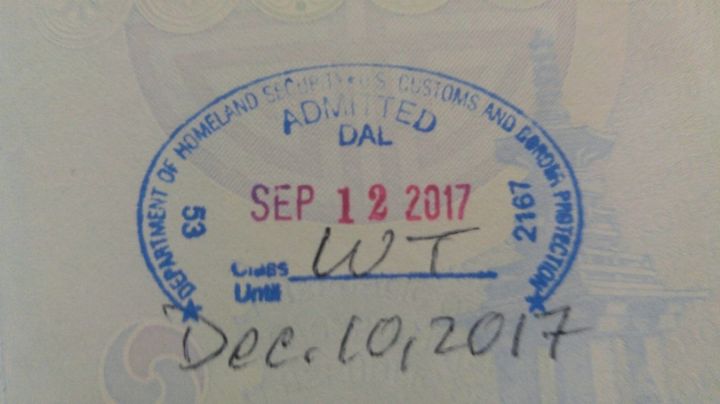 DEPARTMENT OF HOMELAND SECURITY • U.S. CUSTOMS AND BORDER PROTECTION
ADMITTED
DAL
SEP 12 2017
53
2167
Class WT
Until
Dec. 10, 2017